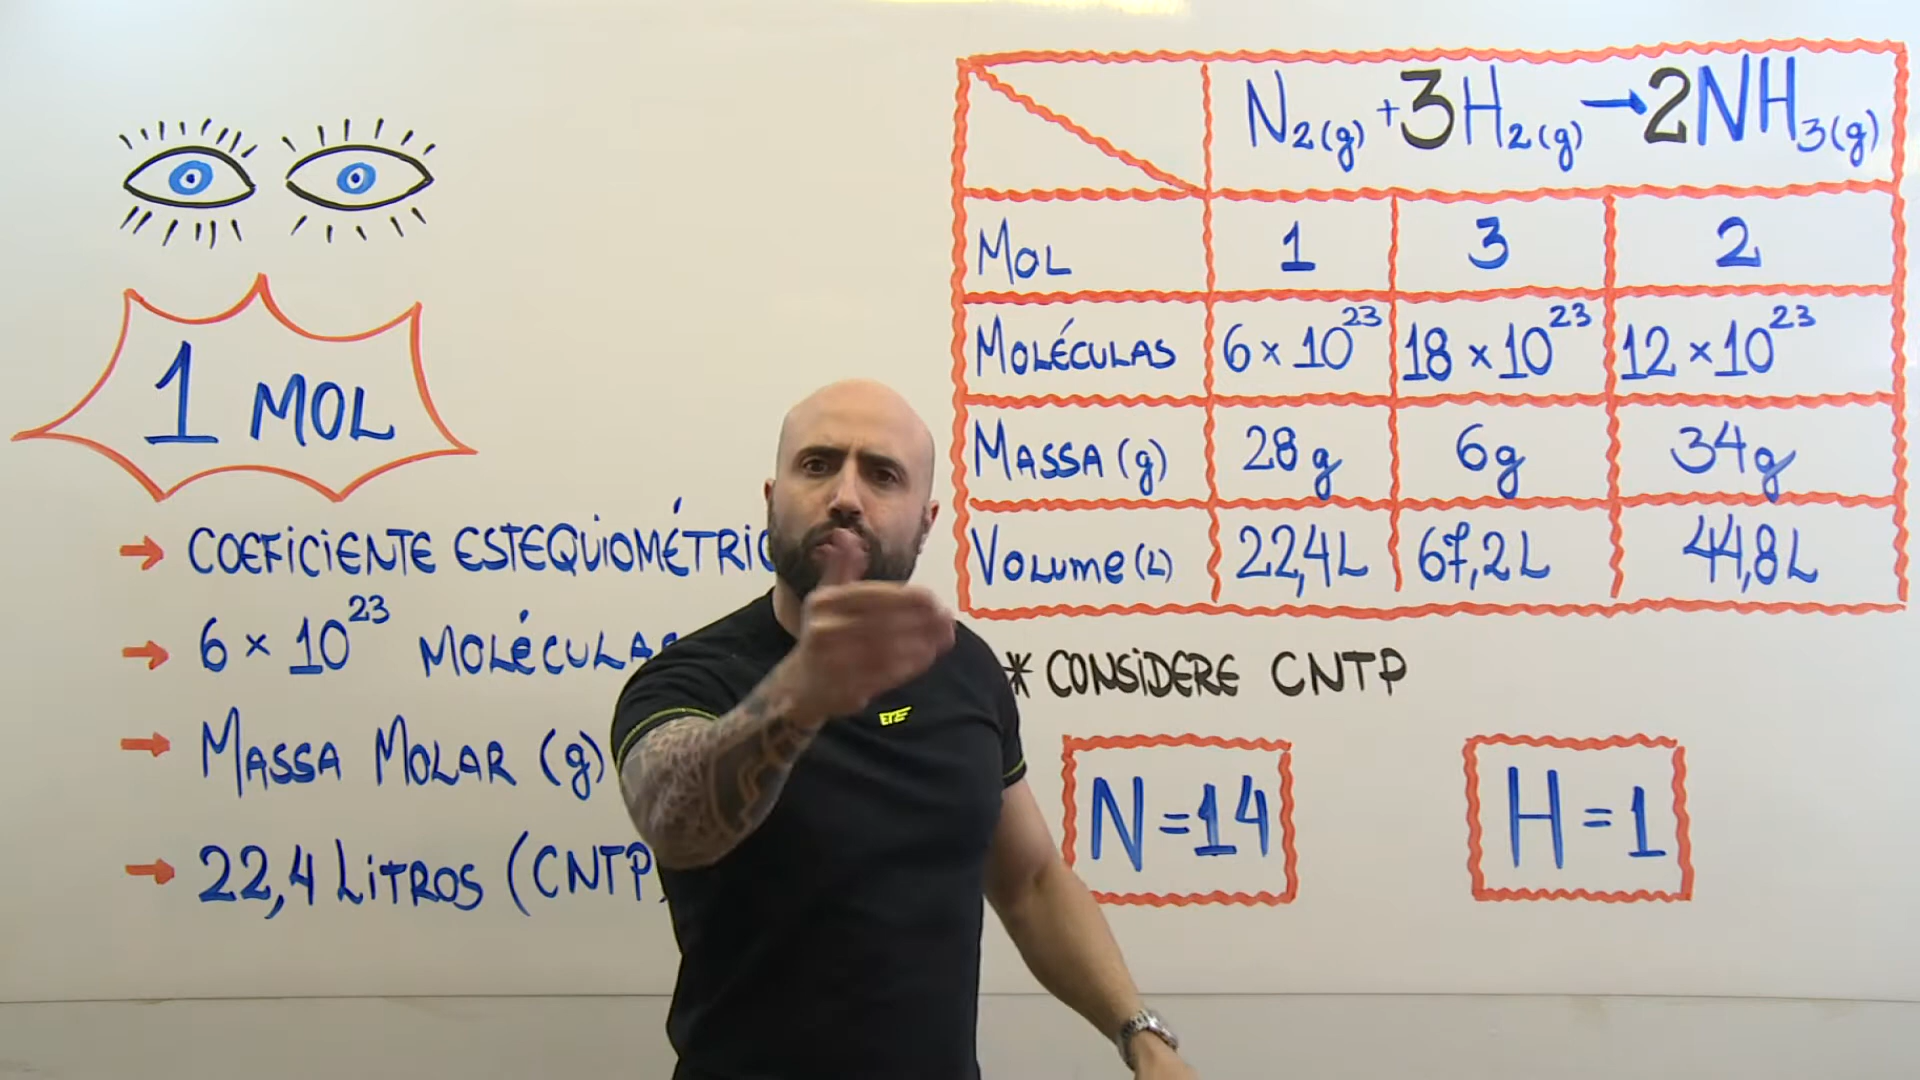 1 MOL
→ COEFICIENTE ESTEQUIOMÉTRIC
→ 6 × 10²³ MOLÉCULAS
→ MASSA MOLAR (g)
→ 22,4 LITROS (CNTP)
N₂(g) + 3H₂(g) → 2NH₃(g)
MOL 1 3 2
MOLÉCULAS 6 × 10²³ 18 × 10²³ 12 × 10²³
MASSA (g) 28g 6g 34g
VOLUME (L) 22,4L 67,2L 44,8L
* CONSIDERE CNTP
N = 14
H = 1